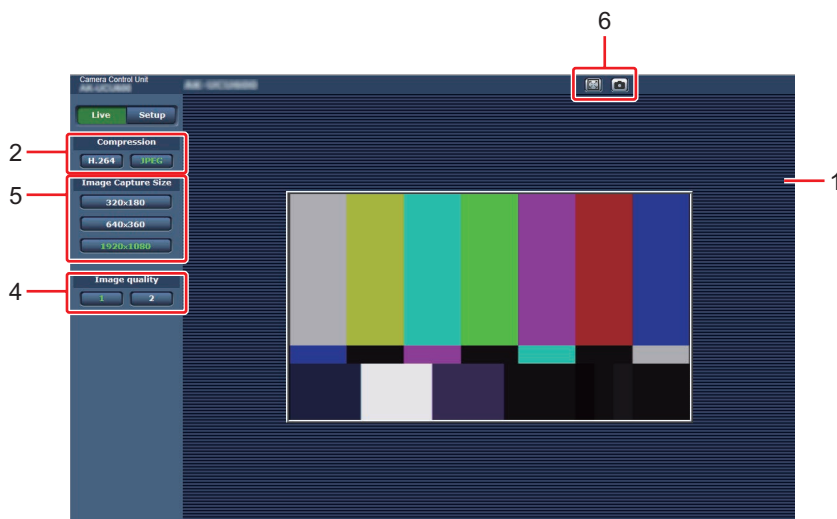 6
Camera Control Unit
Live Setup
2
Compression
H.264 JPEG
1
5
Image Capture Size
320x180
640x360
1920x1080
4
Image quality
1 2